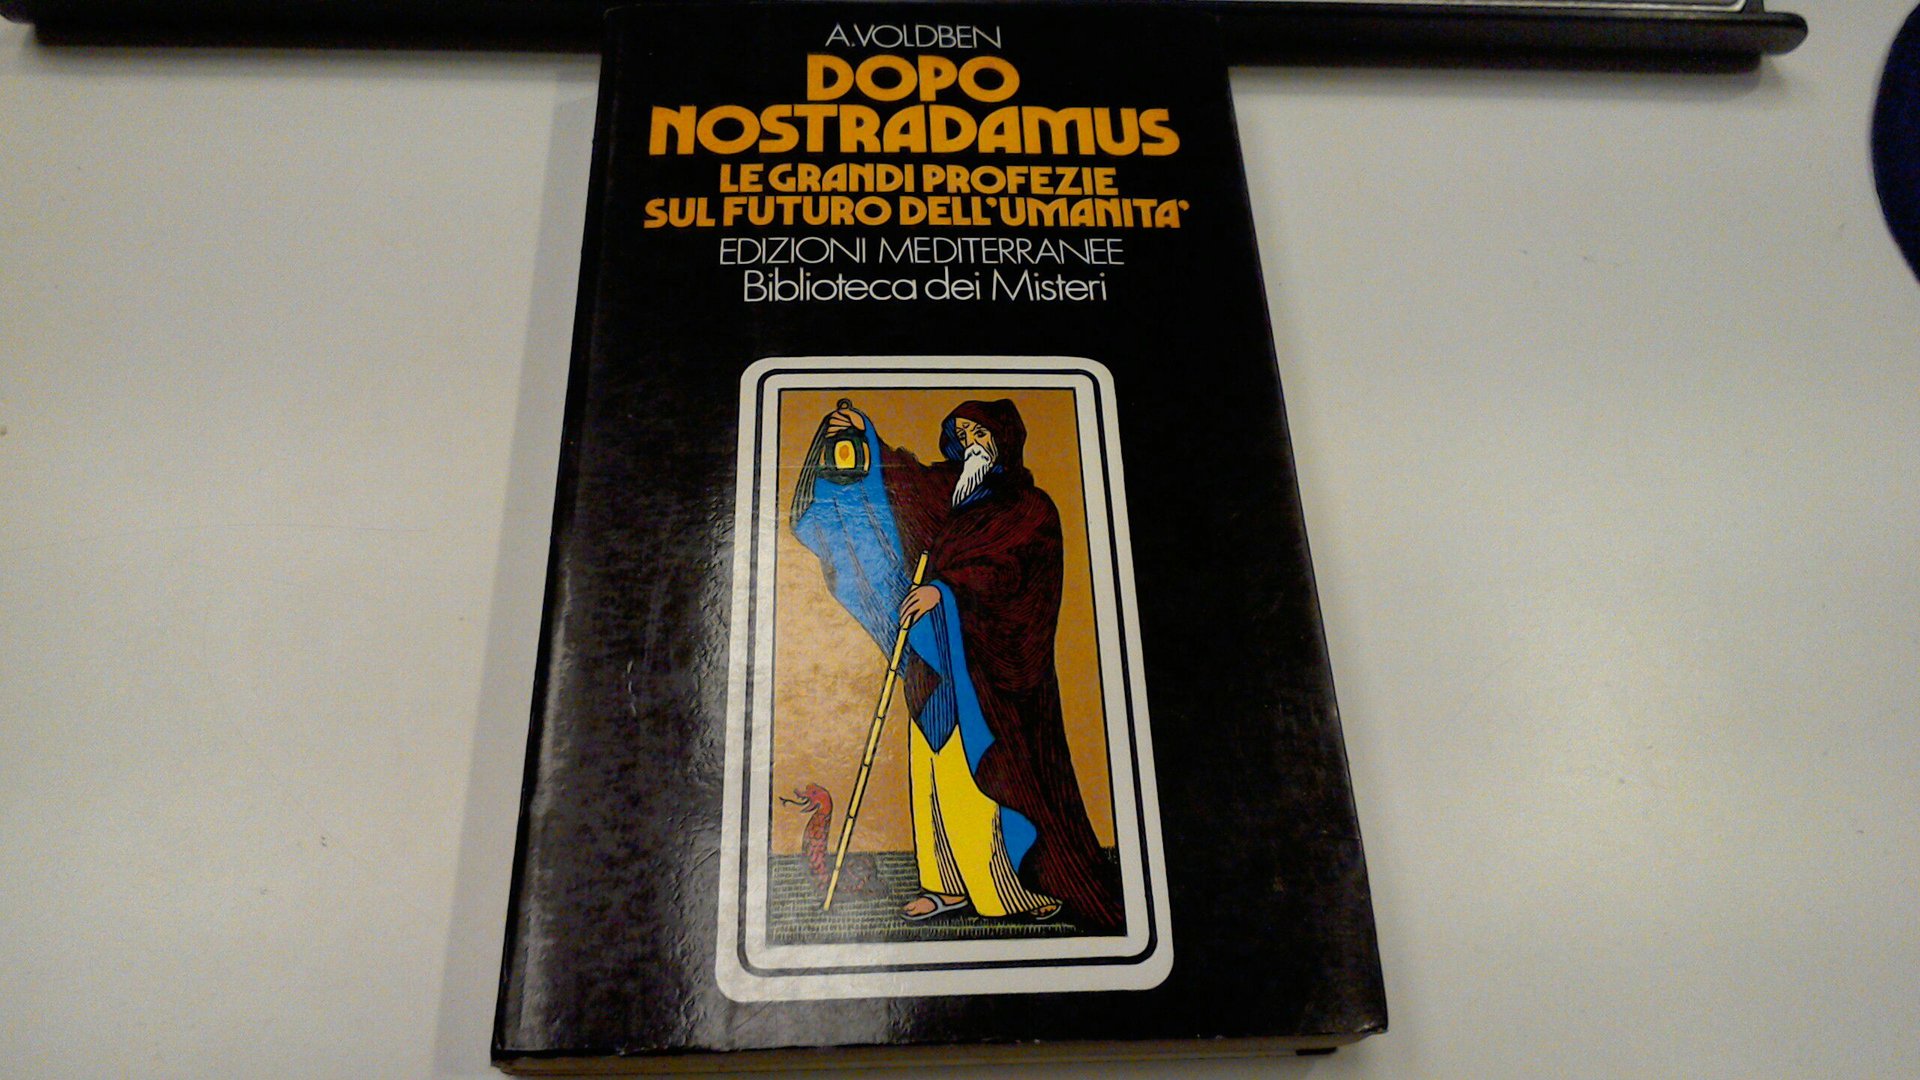 A.VOLDBEN
DOPO
NOSTRADAMUS
LE GRANDI PROFEZIE
SUL FUTURO DELL'UMANITA'
EDIZIONI MEDITERRANEE
Biblioteca dei Misteri